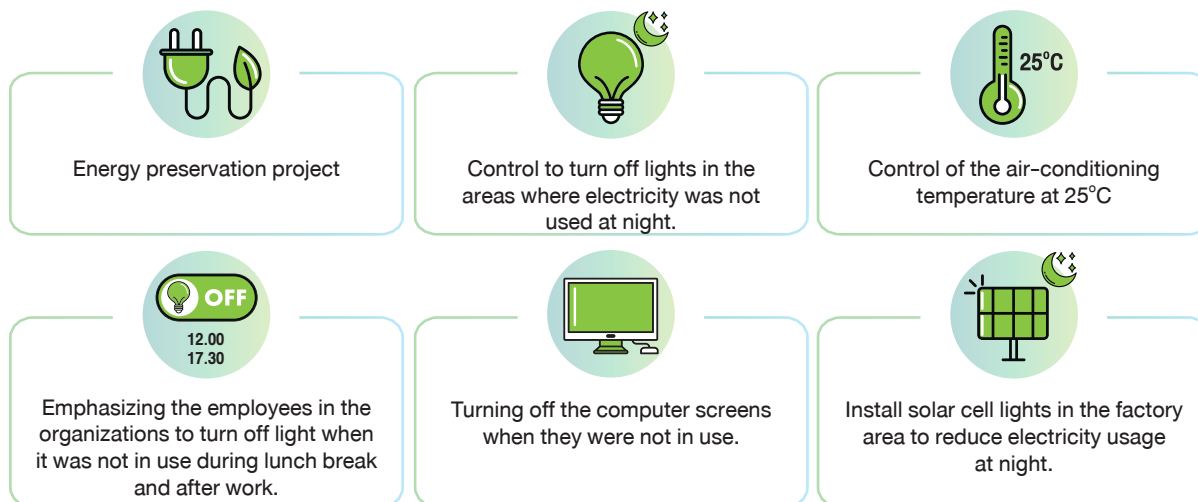 25°C
Energy preservation project
Control to turn off lights in the
areas where electricity was not
used at night.
Control of the air-conditioning
temperature at 25°C
OFF
12.00
17.30
Emphasizing the employees in the
organizations to turn off light when
it was not in use during lunch break
and after work.
Turning off the computer screens
when they were not in use.
Install solar cell lights in the factory
area to reduce electricity usage
at night.